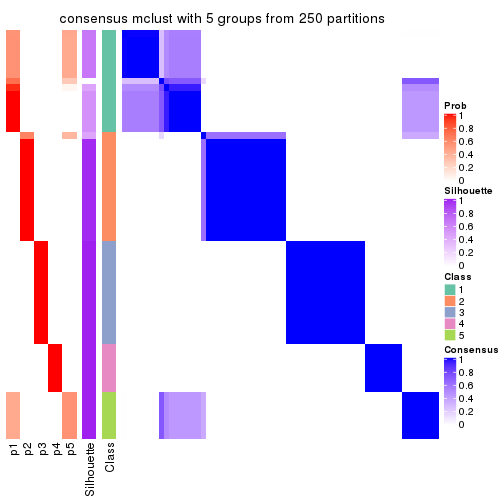 consensus mclust with 5 groups from 250 partitions
Prob
1
0.8
0.6
0.4
0.2
0
Silhouette
1
0.8
0.6
0.4
0.2
0
Class
1
2
3
4
5
Consensus
1
0.8
0.6
0.4
0.2
0
p1
p2
p3
p4
p5
Silhouette
Class